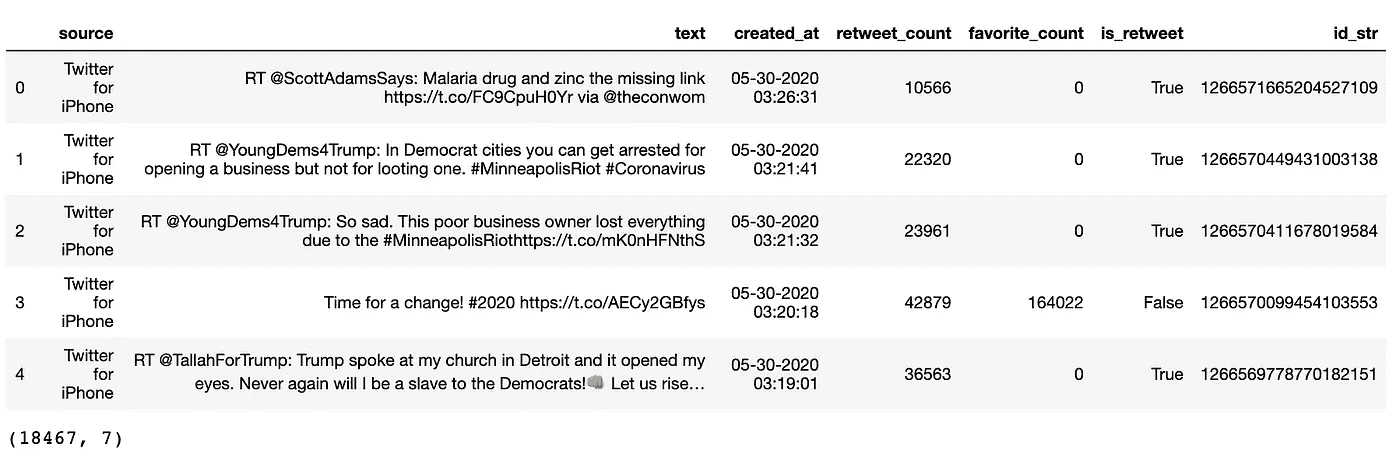 source text created_at retweet_count favorite_count is_retweet id_str
0 Twitter for iPhone RT @ScottAdamsSays: Malaria drug and zinc the missing link https://t.co/FC9CpuH0Yr via @theconwom 05-30-2020 03:26:31 10566 0 True 1266571665204527109
1 Twitter for iPhone RT @YoungDems4Trump: In Democrat cities you can get arrested for opening a business but not for looting one. #MinneapolisRiot #Coronavirus 05-30-2020 03:21:41 22320 0 True 1266570449431003138
2 Twitter for iPhone RT @YoungDems4Trump: So sad. This poor business owner lost everything due to the #MinneapolisRiothttps://t.co/mK0nHFNthS 05-30-2020 03:21:32 23961 0 True 1266570411678019584
3 Twitter for iPhone Time for a change! #2020 https://t.co/AECy2GBfys 05-30-2020 03:20:18 42879 164022 False 1266570099454103553
4 Twitter for iPhone RT @TallahForTrump: Trump spoke at my church in Detroit and it opened my eyes. Never again will I be a slave to the Democrats!👊🏾 Let us rise… 05-30-2020 03:19:01 36563 0 True 1266569778770182151
(18467, 7)